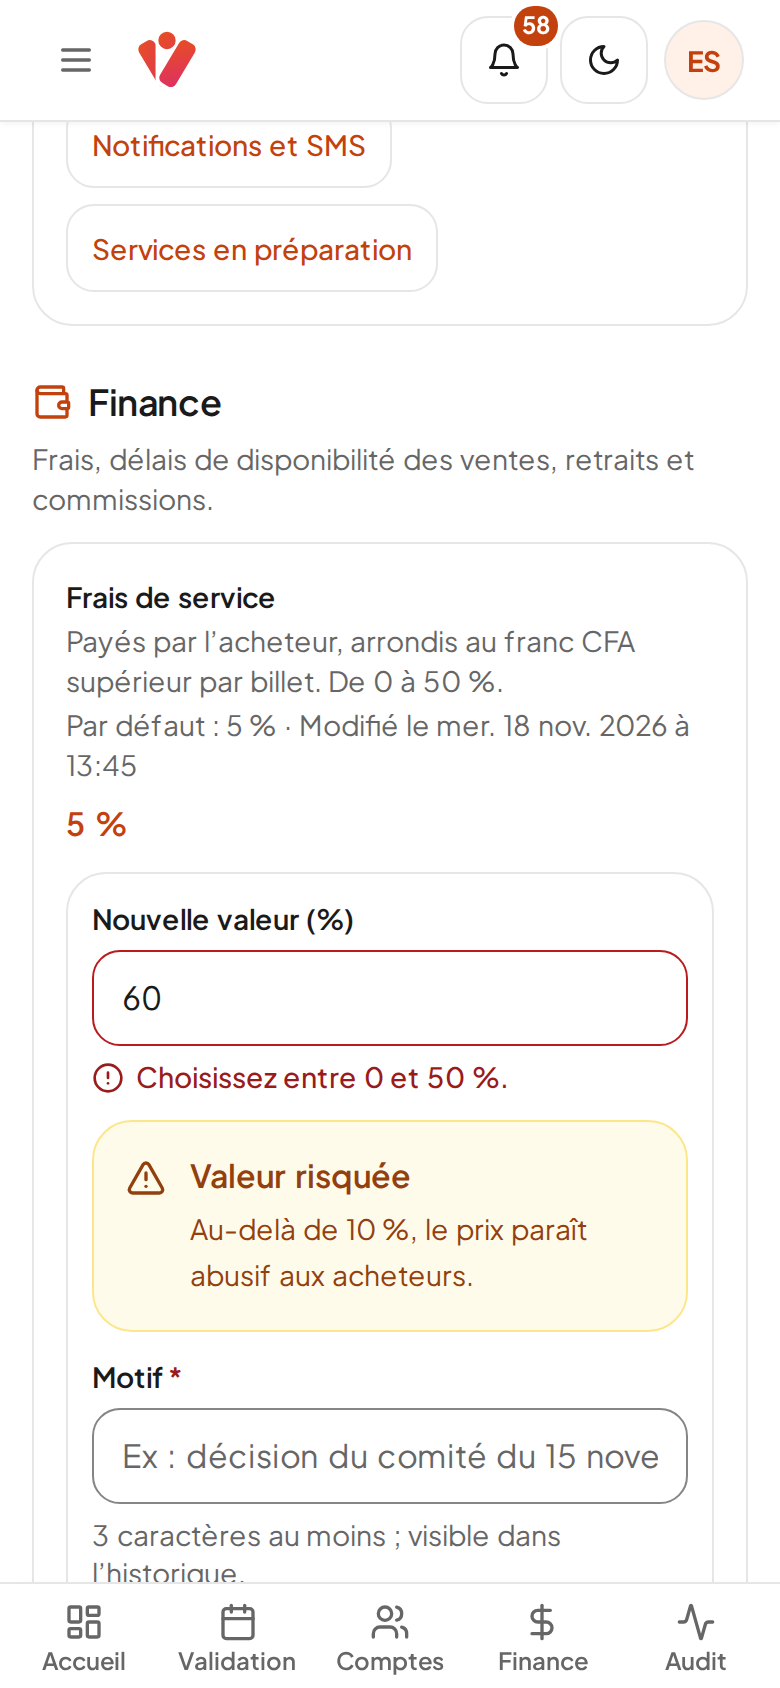 58
ES
Notifications et SMS
Services en préparation
Finance
Frais, délais de disponibilité des ventes, retraits et
commissions.
Frais de service
Payés par l’acheteur, arrondis au franc CFA
supérieur par billet. De 0 à 50 %.
Par défaut : 5 % · Modifié le mer. 18 nov. 2026 à
13:45
5 %
Nouvelle valeur (%)
60
Choisissez entre 0 et 50 %.
Valeur risquée
Au-delà de 10 %, le prix paraît
abusif aux acheteurs.
Motif *
Ex : décision du comité du 15 nove
3 caractères au moins ; visible dans
l’historique.
Accueil
Validation
Comptes
Finance
Audit